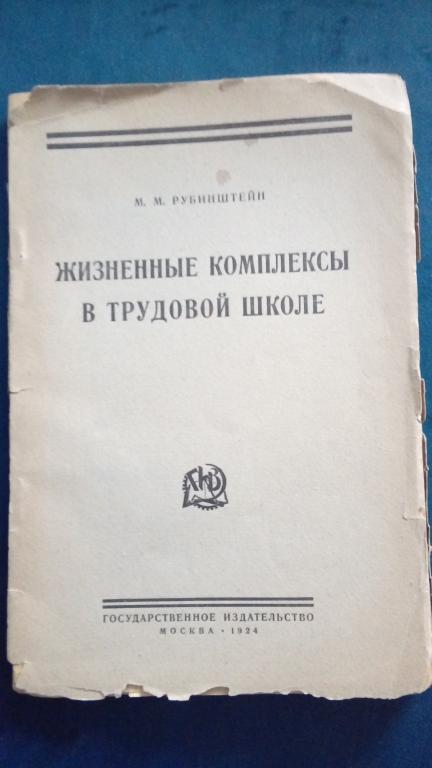 М. М. РУБИНШТЕЙН
ЖИЗНЕННЫЕ КОМПЛЕКСЫ
В ТРУДОВОЙ ШКОЛЕ
ГОСУДАРСТВЕННОЕ ИЗДАТЕЛЬСТВО
МОСКВА • 1924